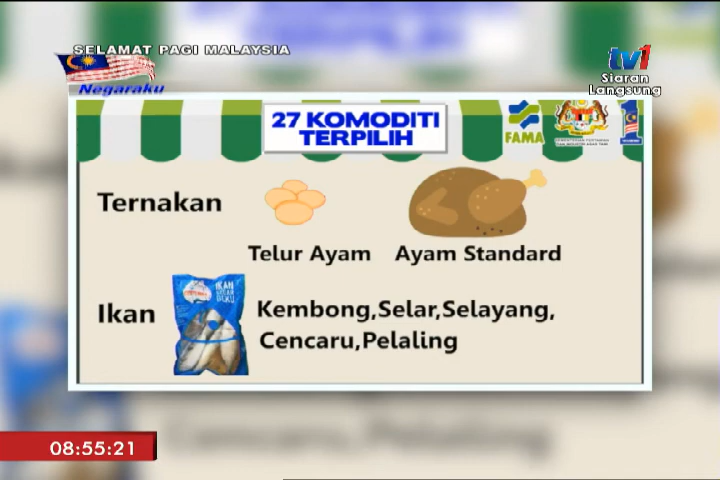 SELAMAT PAGI MALAYSIA
Negaraku
tv1
Siaran
Langsung
27 KOMODITI
TERPILIH
FAMA
Ternakan
Telur Ayam
Ayam Standard
Ikan
IKAN
Kembong,Selar,Selayang,
Cencaru,Pelaling
08:55:21